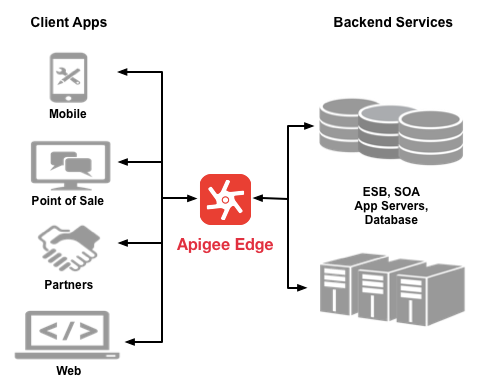 Client Apps
Backend Services
Mobile
Point of Sale
</>
Apigee Edge
ESB, SOA
App Servers,
Database
Partners
</>
Web